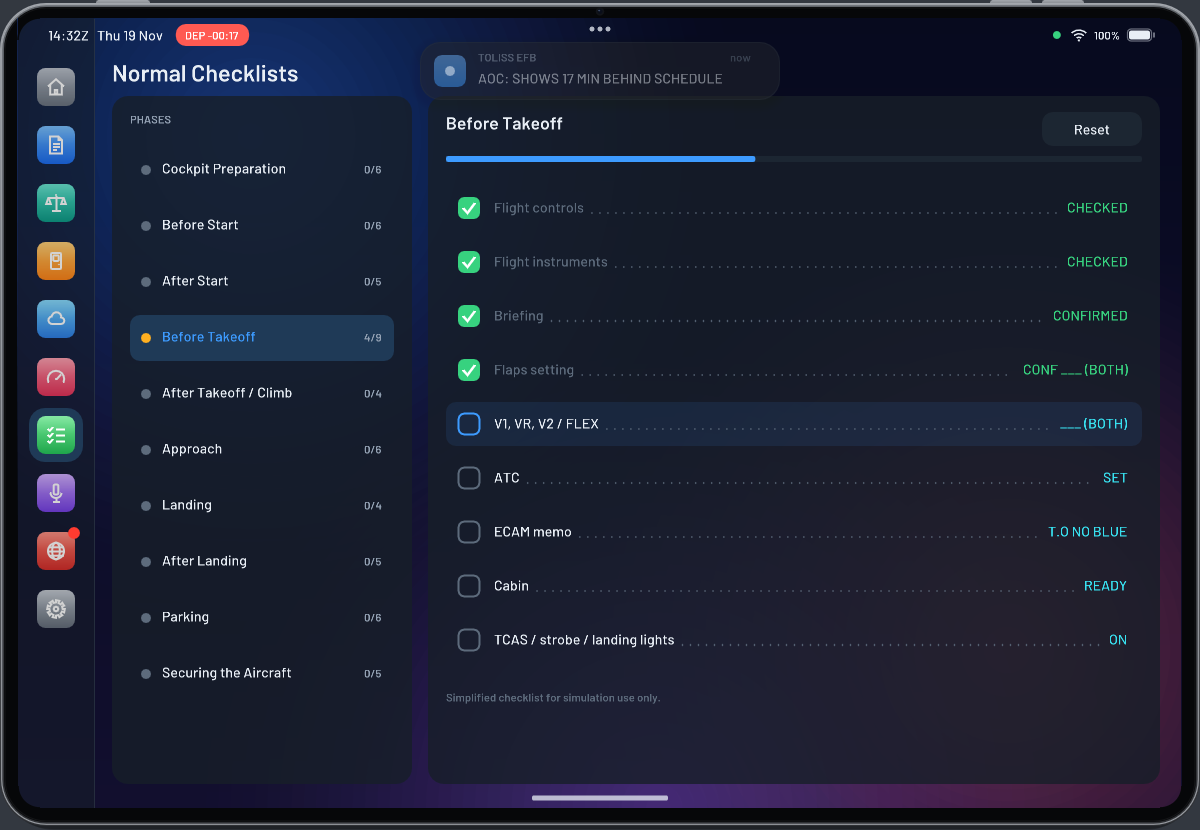 14:32Z Thu 19 Nov DEP -00:17
100%
TOLISS EFB now
AOC: SHOWS 17 MIN BEHIND SCHEDULE
Normal Checklists
PHASES
Cockpit Preparation 0/6
Before Start 0/6
After Start 0/5
Before Takeoff 4/9
After Takeoff / Climb 0/4
Approach 0/6
Landing 0/4
After Landing 0/5
Parking 0/6
Securing the Aircraft 0/5
Before Takeoff
Reset
Flight controls CHECKED
Flight instruments CHECKED
Briefing CONFIRMED
Flaps setting CONF ___ (BOTH)
V1, VR, V2 / FLEX ___ (BOTH)
ATC SET
ECAM memo T.O NO BLUE
Cabin READY
TCAS / strobe / landing lights ON
Simplified checklist for simulation use only.